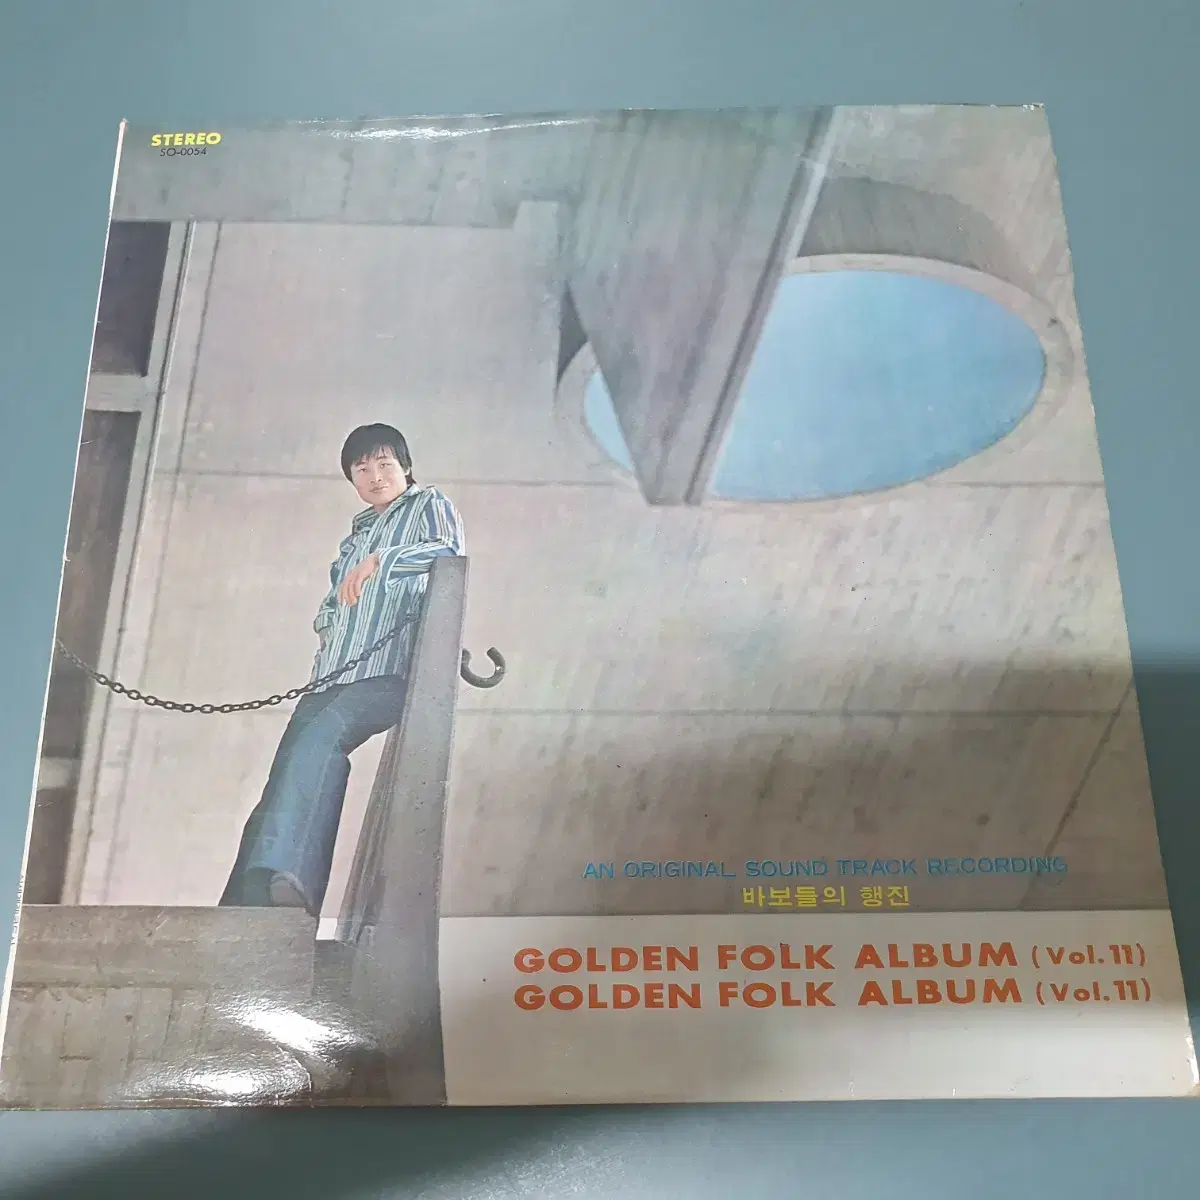 STEREO
SO-0054
AN ORIGINAL SOUND TRACK RECORDING
바보들의 행진
GOLDEN FOLK ALBUM (Vol.11)
GOLDEN FOLK ALBUM (Vol.11)